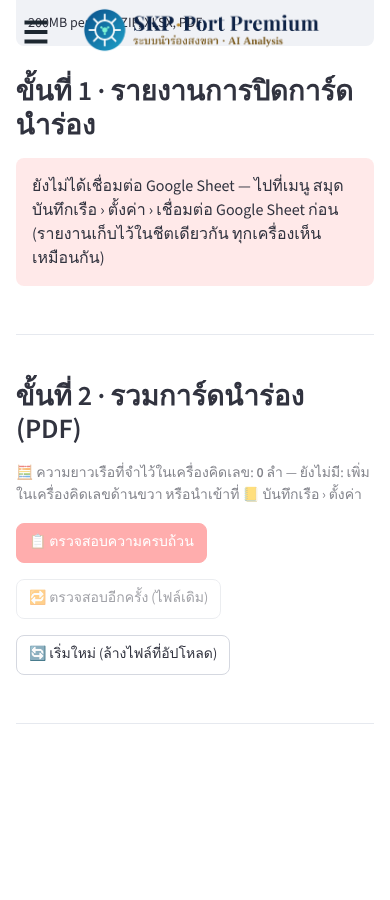 200MB pe
SKP Port Premium
ระบบนำร่องสงขลา · AI Analysis
ขั้นที่ 1 · รายงานการปิดการ์ด
นำร่อง
ยังไม่ได้เชื่อมต่อ Google Sheet — ไปที่เมนู สมุด
บันทึกเรือ › ตั้งค่า › เชื่อมต่อ Google Sheet ก่อน
(รายงานเก็บไว้ในชีตเดียวกัน ทุกเครื่องเห็น
เหมือนกัน)
ขั้นที่ 2 · รวมการ์ดนำร่อง
(PDF)
🧮 ความยาวเรือที่จำไว้ในเครื่องคิดเลข: 0 ลำ — ยังไม่มี: เพิ่ม
ในเครื่องคิดเลขด้านขวา หรือนำเข้าที่ 📒 บันทึกเรือ › ตั้งค่า
📋 ตรวจสอบความครบถ้วน
🔁 ตรวจสอบอีกครั้ง (ไฟล์เดิม)
🔄 เริ่มใหม่ (ล้างไฟล์ที่อัปโหลด)